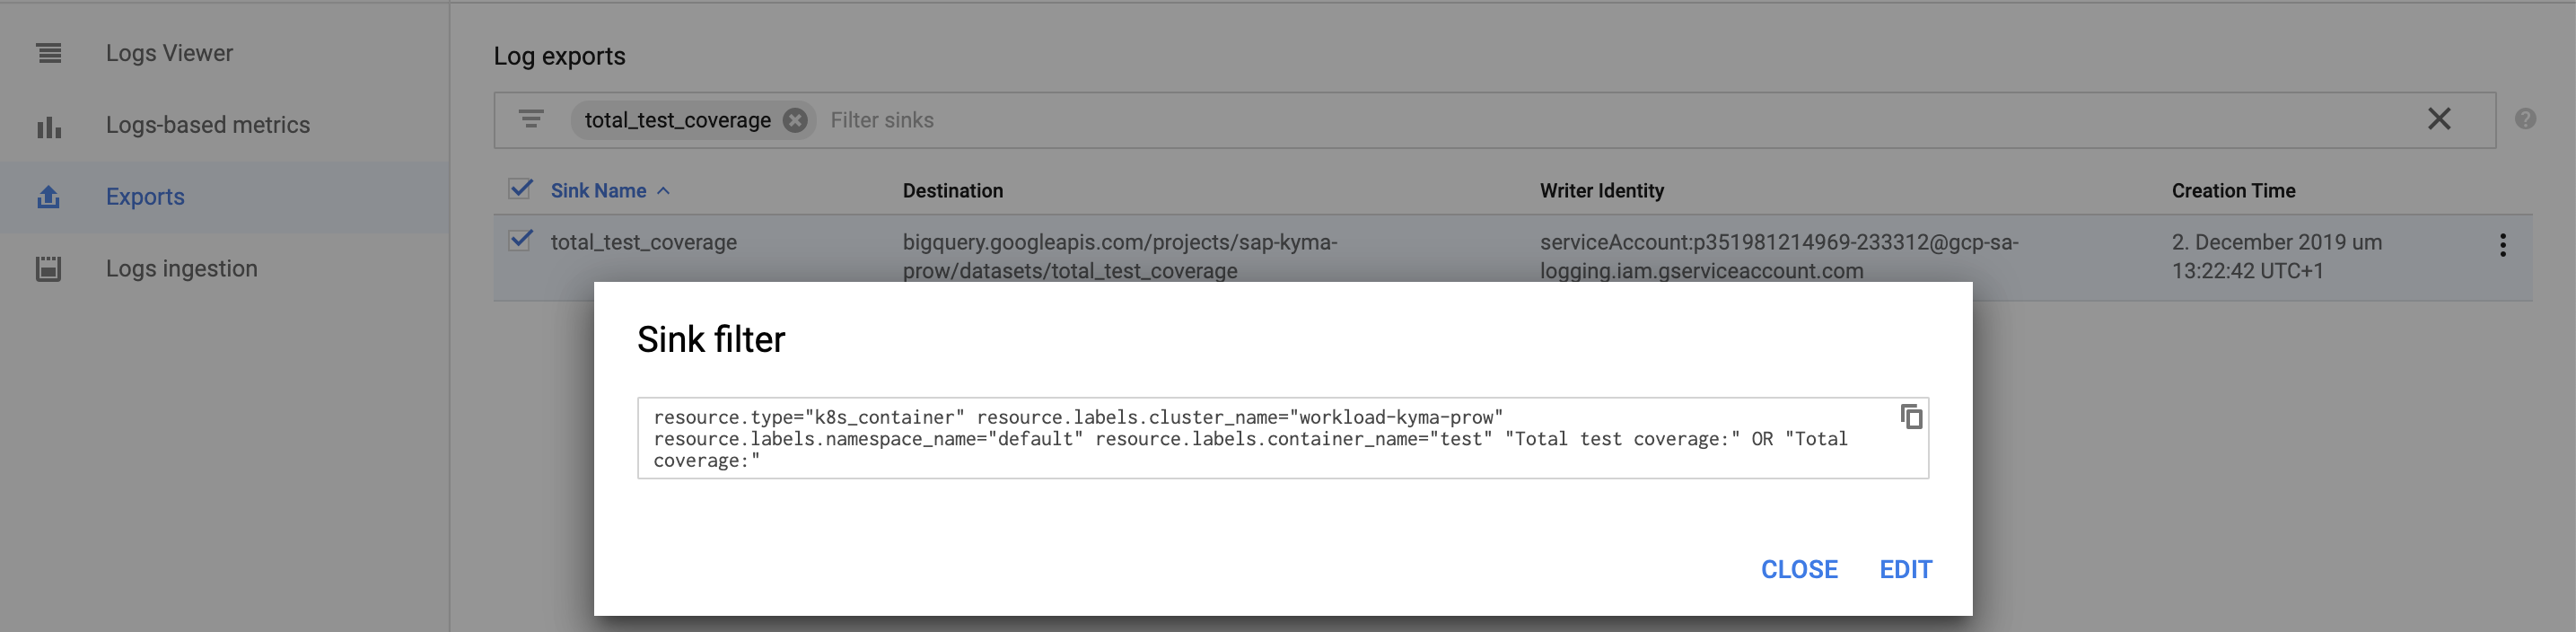 Logs Viewer
Logs-based metrics
Exports
Logs ingestion
Log exports
total_test_coverage Filter sinks
Sink Name Destination Writer Identity Creation Time
total_test_coverage bigquery.googleapis.com/projects/sap-kyma- serviceAccount:p351981214969-233312@gcp-sa- 2. December 2019 um
prow/datasets/total_test_coverage logging.iam.gserviceaccount.com 13:22:42 UTC+1
Sink filter
resource.type="k8s_container" resource.labels.cluster_name="workload-kyma-prow"
resource.labels.namespace_name="default" resource.labels.container_name="test" "Total test coverage:" OR "Total
coverage:"
CLOSE EDIT